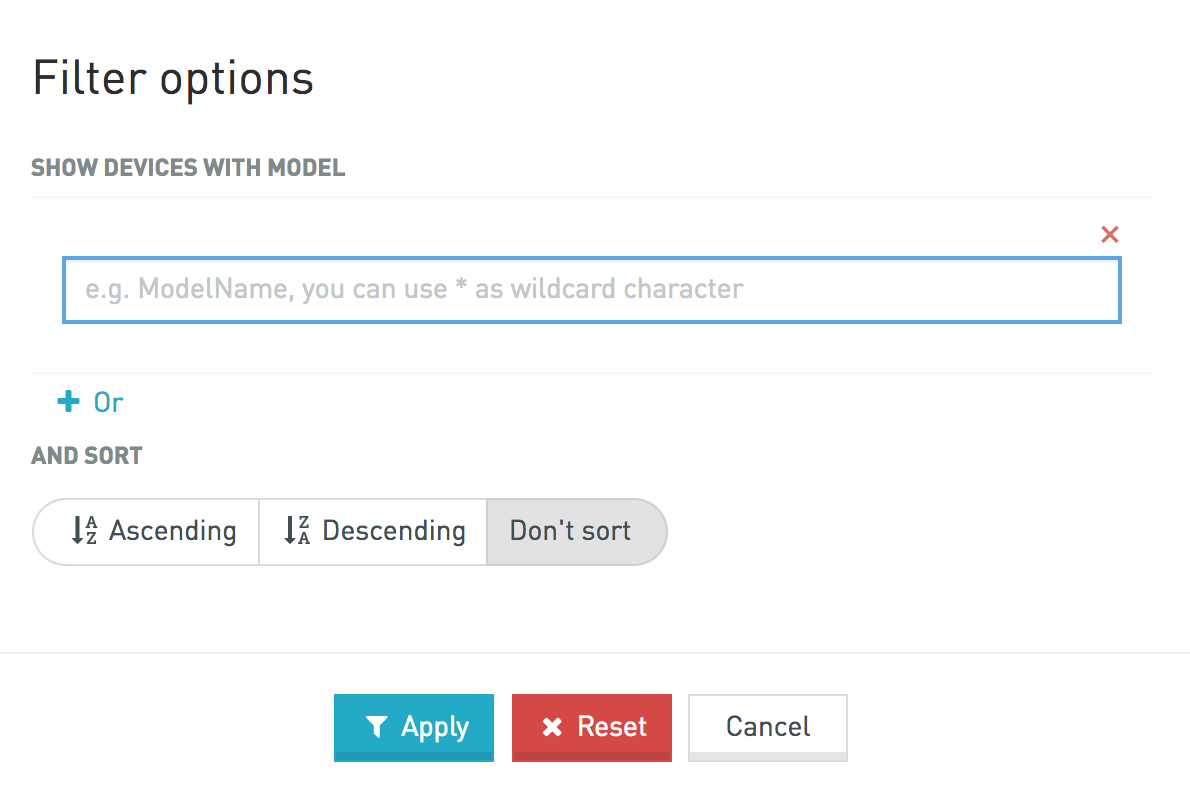 Filter options
SHOW DEVICES WITH MODEL
e.g. ModelName, you can use * as wildcard character
Or
AND SORT
Ascending Descending Don't sort
Apply Reset Cancel